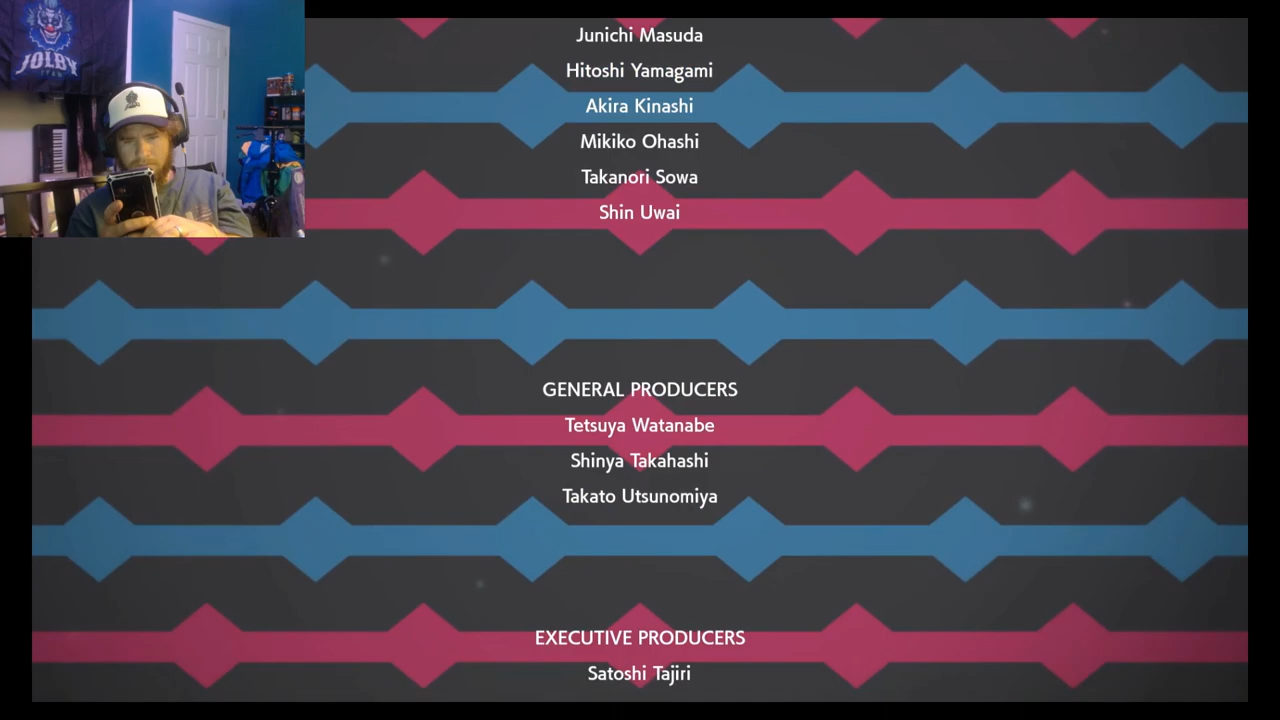 JOLBY
TEAM
Junichi Masuda
Hitoshi Yamagami
Akira Kinashi
Mikiko Ohashi
Takanori Sowa
Shin Uwai
GENERAL PRODUCERS
Tetsuya Watanabe
Shinya Takahashi
Takato Utsunomiya
EXECUTIVE PRODUCERS
Satoshi Tajiri